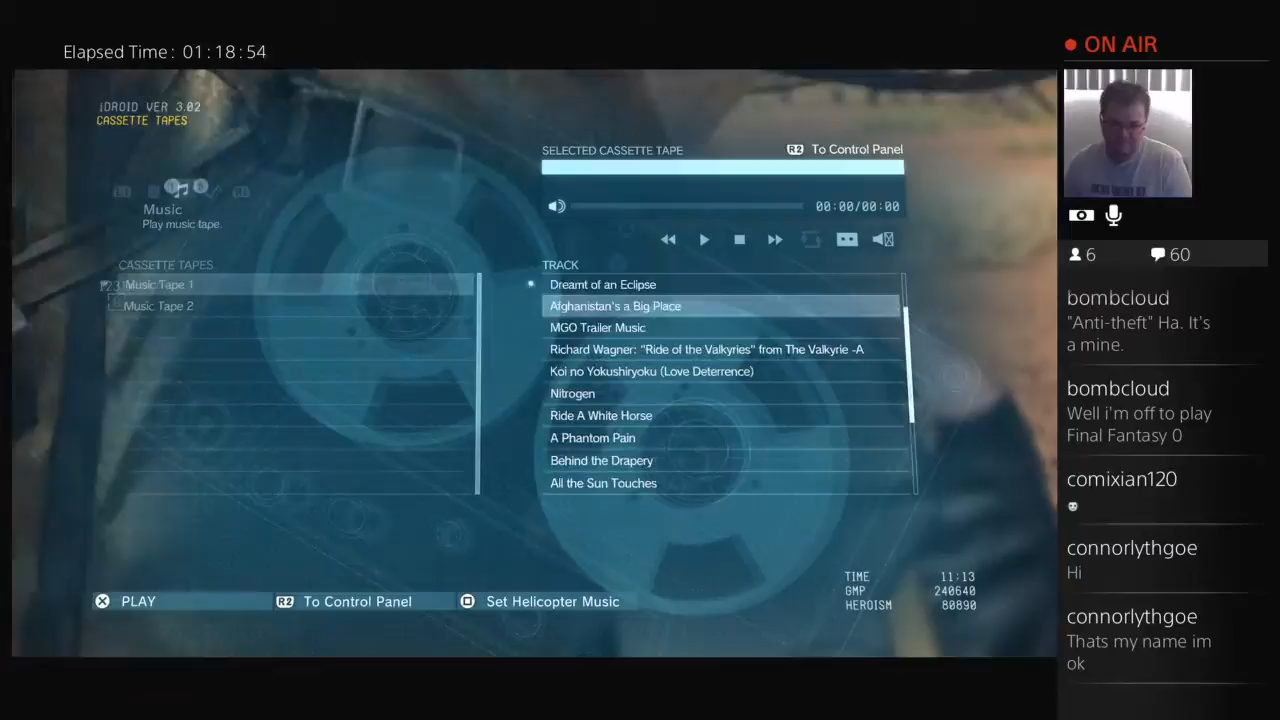 Elapsed Time: 01:18:54
ON AIR
iDROID VER 3.02
CASSETTE TAPES
Music
Play music tape.
SELECTED CASSETTE TAPE
R2 To Control Panel
00:00/00:00
CASSETTE TAPES
Music Tape 1
Music Tape 2
TRACK
Dreamt of an Eclipse
Afghanistan's a Big Place
MGO Trailer Music
Richard Wagner: "Ride of the Valkyries" from The Valkyrie -A
Koi no Yokushiryoku (Love Deterrence)
Nitrogen
Ride A White Horse
A Phantom Pain
Behind the Drapery
All the Sun Touches
PLAY
R2 To Control Panel
Set Helicopter Music
TIME 11:13
GMP 240640
HEROISM 80890
6
60
bombcloud
"Anti-theft" Ha. It's
a mine.
bombcloud
Well i'm off to play
Final Fantasy 0
comixian120
connorlythgoe
Hi
connorlythgoe
Thats my name im
ok